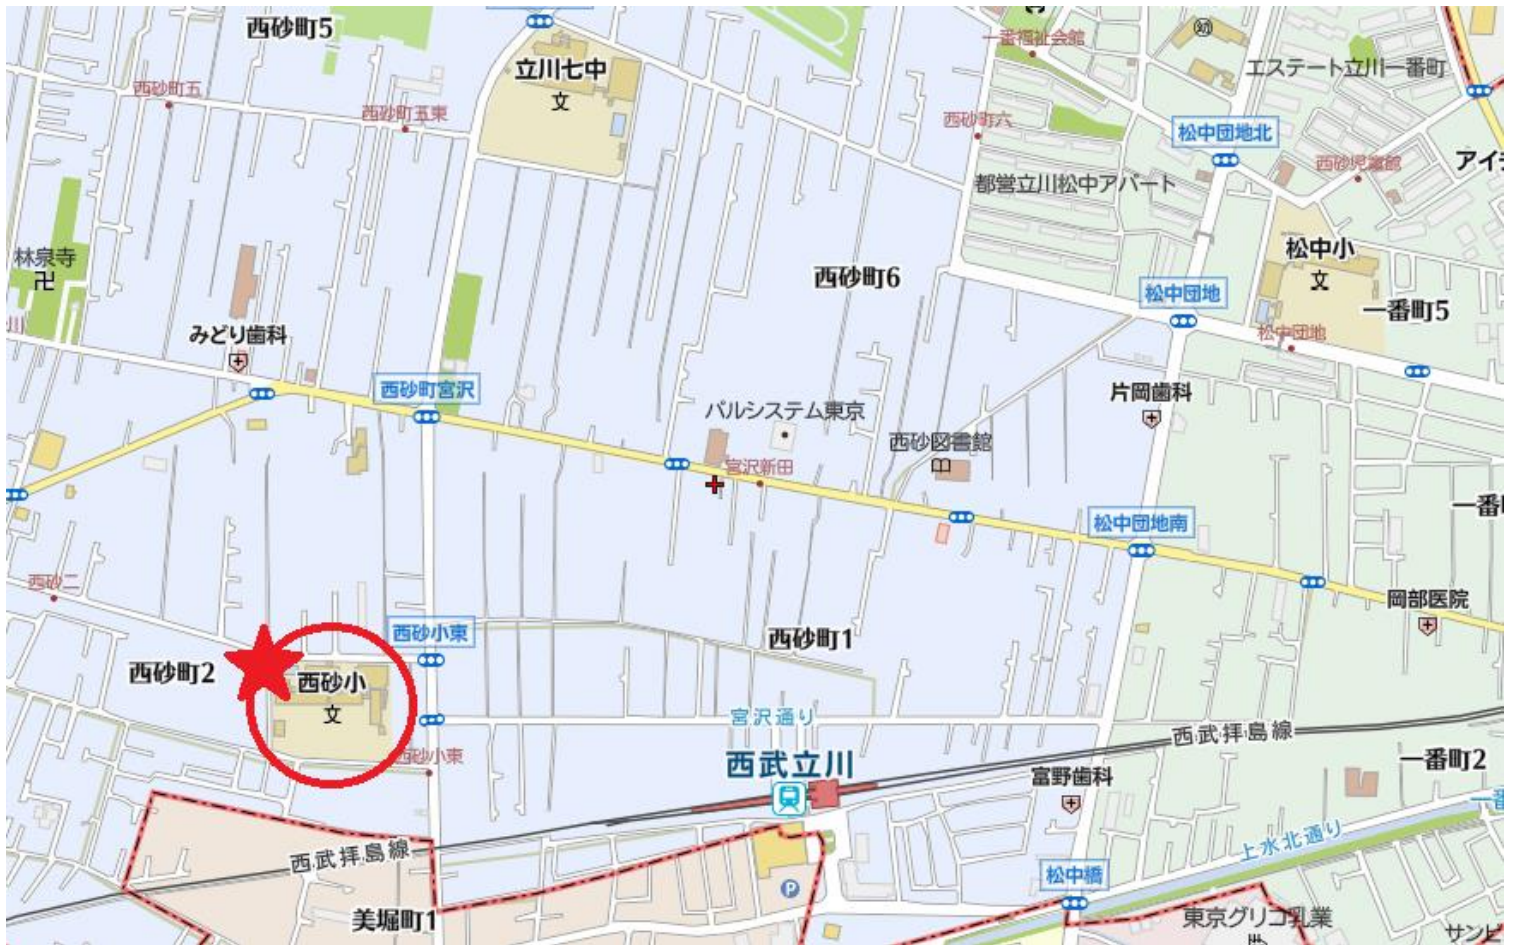 西砂町5
立川七中
文
一番福祉会館
幼
エステート立川一番町
西砂町五
西砂町五東
西砂町六
松中団地北
西砂児童館
都営立川松中アパート
林泉寺
卍
西砂町6
松中小
文
松中団地
一番町5
川
みどり歯科
松中団地
西砂町宮沢
片岡歯科
パルシステム東京
西砂図書館
宮沢新田
松中団地南
西砂二
岡部医院
西砂小東
西砂町1
西砂町2
西砂小
文
宮沢通り
西武拝島線
西砂小東
西武立川
富野歯科
一番町2
西武拝島線
上水北通り
松中橋
P
美堀町1
東京グリコ乳業